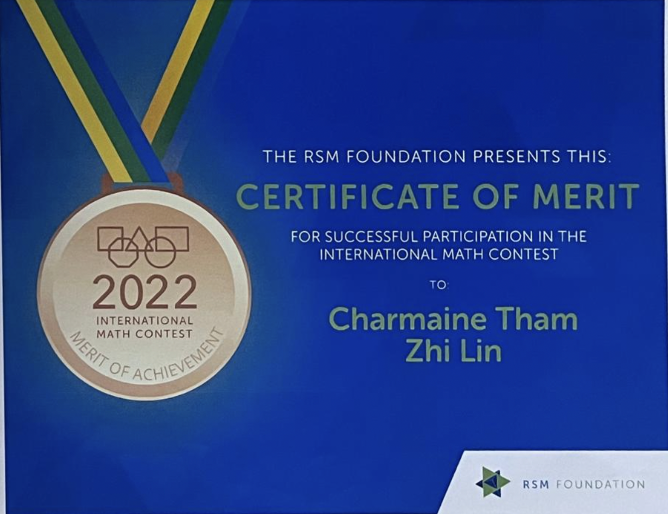 THE RSM FOUNDATION PRESENTS THIS:
CERTIFICATE OF MERIT
FOR SUCCESSFUL PARTICIPATION IN THE
INTERNATIONAL MATH CONTEST
TO:
Charmaine Tham
Zhi Lin
2022
INTERNATIONAL
MATH CONTEST
MERIT OF ACHIEVEMENT
RSM FOUNDATION